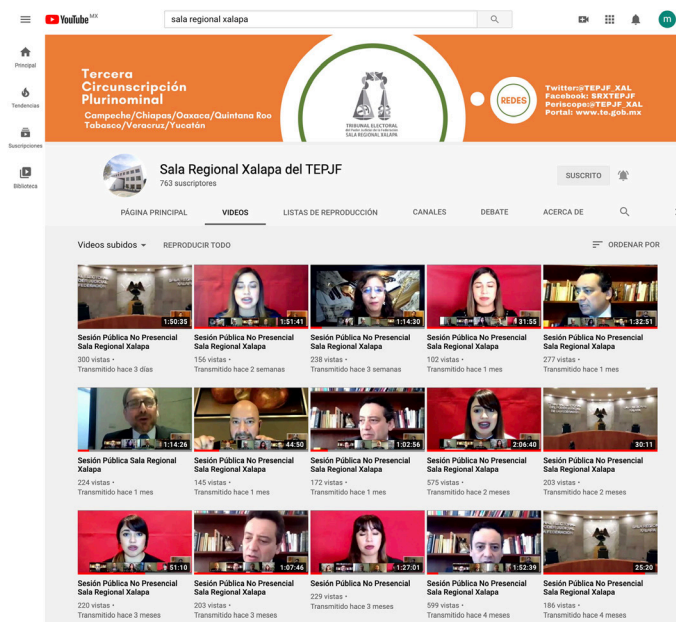 YouTube MX
sala regional xalapa
m
Principal
Tendencias
Suscripciones
Biblioteca
Tercera
Circunscripción
Plurinominal
Campeche/Chiapas/Oaxaca/Quintana Roo
Tabasco/Veracruz/Yucatán
TRIBUNAL ELECTORAL
del Poder Judicial de la Federación
SALA REGIONAL XALAPA
REDES
Twitter:@TEPJF_XAL
Facebook: SRXTEPJF
Periscope:@TEPJF_XAL
Portal: www.te.gob.mx
Sala Regional Xalapa del TEPJF
763 suscriptores
SUSCRITO
PÁGINA PRINCIPAL VIDEOS LISTAS DE REPRODUCCIÓN CANALES DEBATE ACERCA DE
Videos subidos REPRODUCIR TODO ORDENAR POR
1:50:35 1:51:41 1:14:30 31:55 1:32:51
Sesión Pública No Presencial Sesión Pública No Presencial Sesión Pública No Presencial Sesión Pública No Presencial Sesión Pública No Presencial
Sala Regional Xalapa Sala Regional Xalapa Sala Regional Xalapa Sala Regional Xalapa Sala Regional Xalapa
300 vistas • 156 vistas • 238 vistas • 102 vistas • 277 vistas •
Transmitido hace 3 días Transmitido hace 2 semanas Transmitido hace 3 semanas Transmitido hace 1 mes Transmitido hace 1 mes
1:14:26 44:50 1:02:56 2:06:40 30:11
Sesión Pública Sala Regional Sesión Pública No Presencial Sesión Pública No Presencial Sesión Pública No Presencial Sesión Pública No Presencial
Xalapa Sala Regional Xalapa Sala Regional Xalapa Sala Regional Xalapa Sala Regional Xalapa
224 vistas • 145 vistas • 172 vistas • 575 vistas • 203 vistas •
Transmitido hace 1 mes Transmitido hace 1 mes Transmitido hace 1 mes Transmitido hace 2 meses Transmitido hace 2 meses
51:10 1:07:46 1:27:01 1:52:39 25:20
Sesión Pública No Presencial Sesión Pública No Presencial Sesión Pública No Presencial Sesión Pública No Presencial Sesión Pública No Presencial
Sala Regional Xalapa Sala Regional Xalapa 229 vistas • Sala Regional Xalapa Sala Regional Xalapa
220 vistas • 203 vistas • Transmitido hace 3 meses 599 vistas • 186 vistas •
Transmitido hace 3 meses Transmitido hace 3 meses Transmitido hace 4 meses Transmitido hace 4 meses